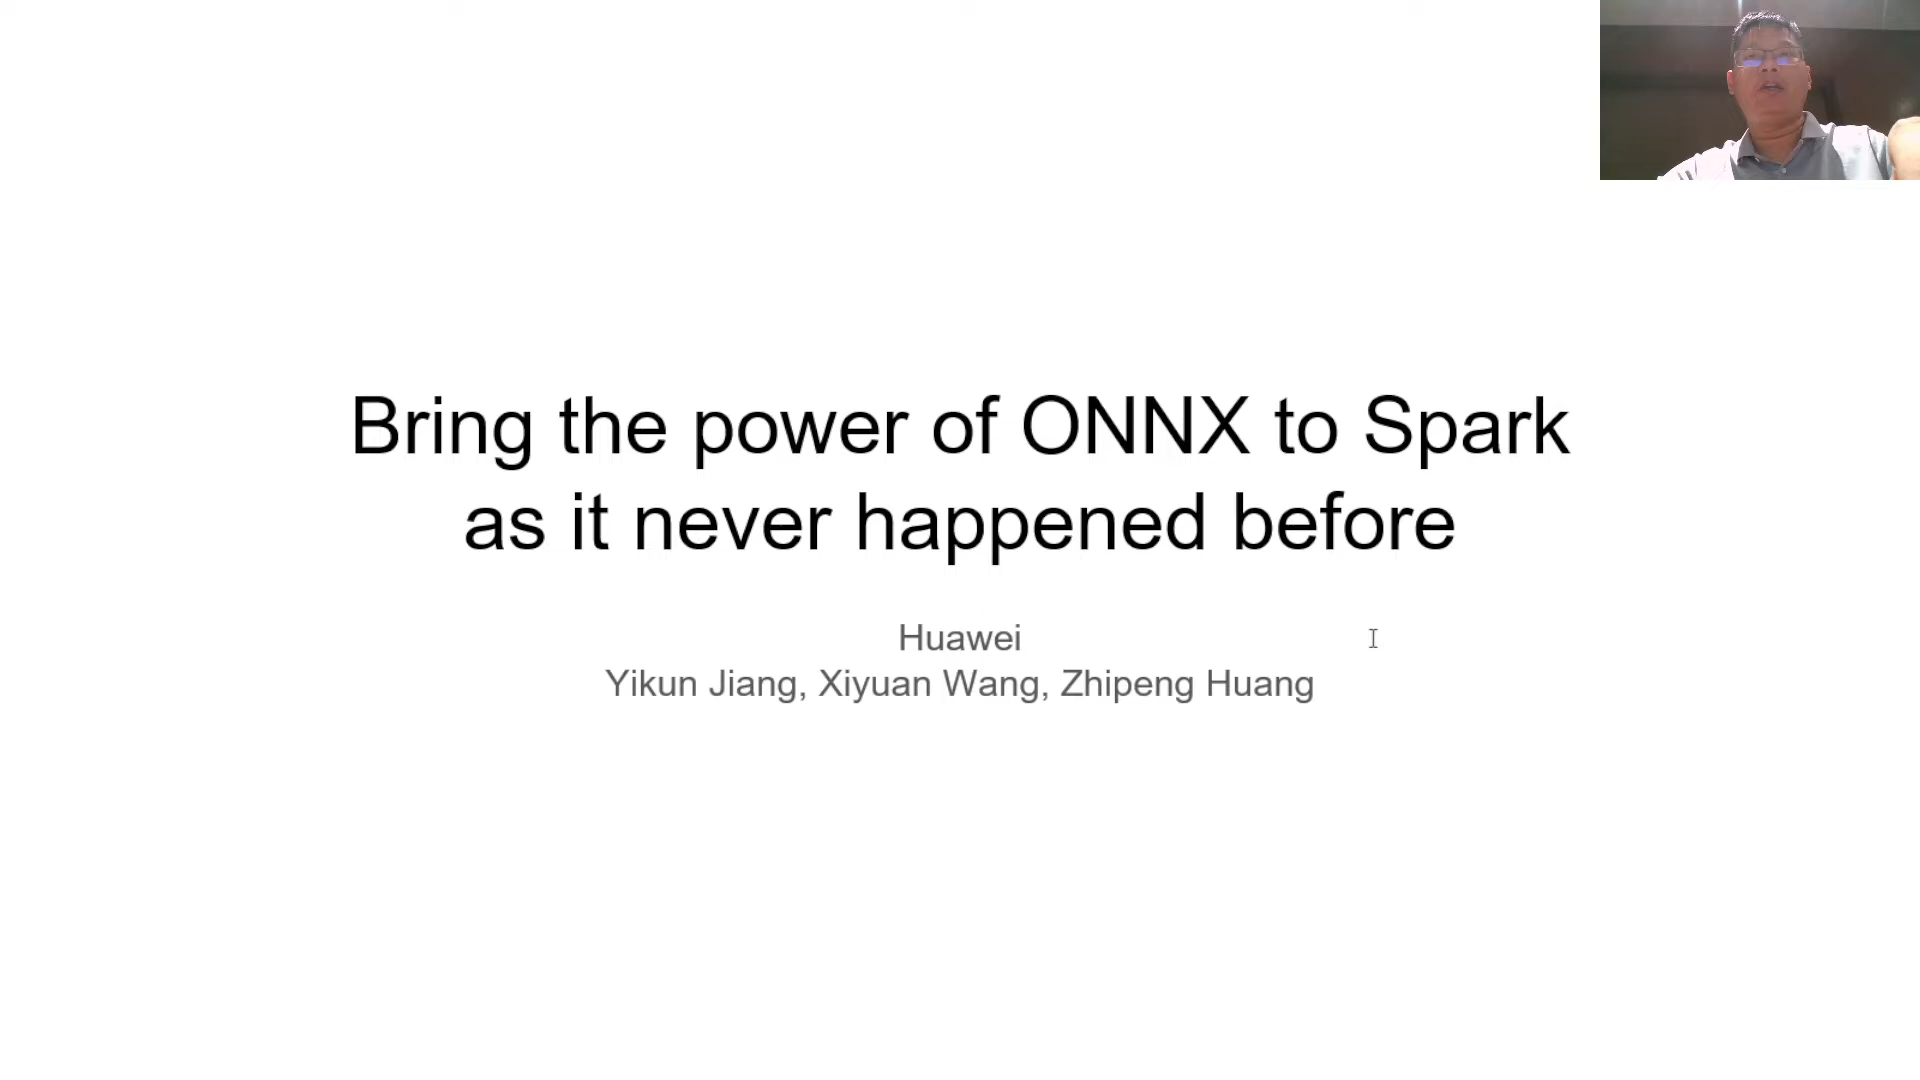 Bring the power of ONNX to Spark
as it never happened before
Huawei
Yikun Jiang, Xiyuan Wang, Zhipeng Huang